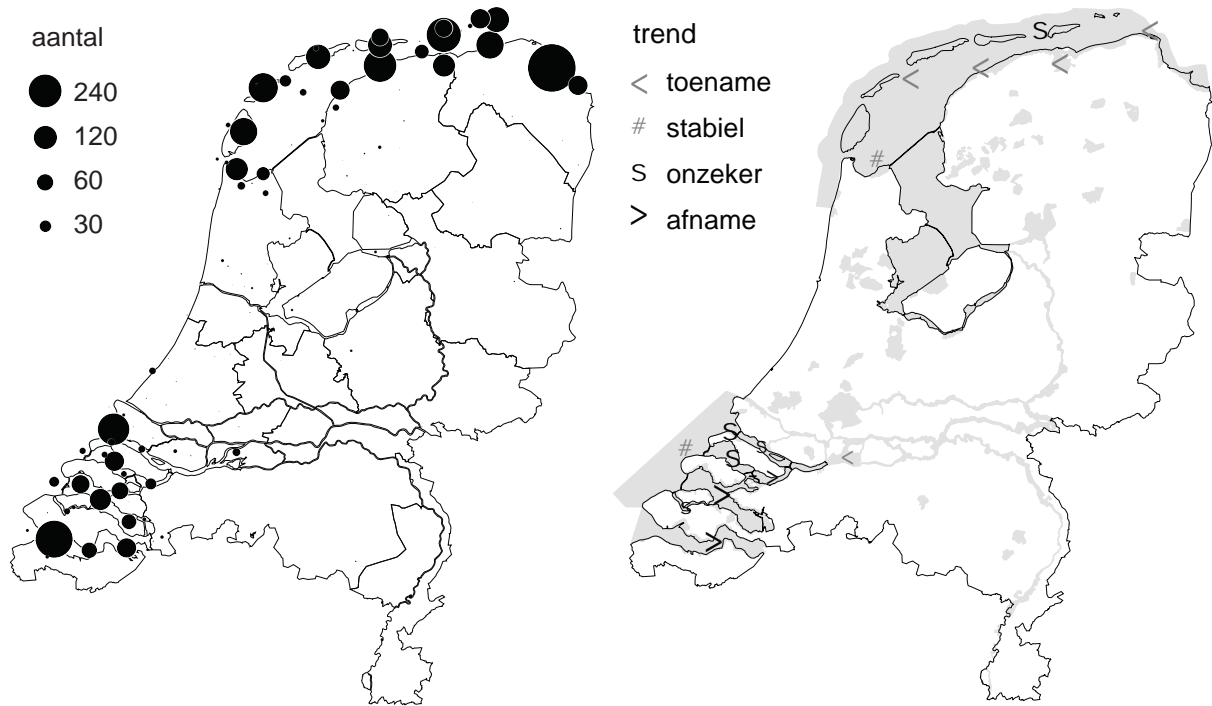 aantal
240
120
60
30
trend
< toename
# stabiel
S onzeker
> afname
S
<
<
<
<
#
S
#
S
<
>
>
>